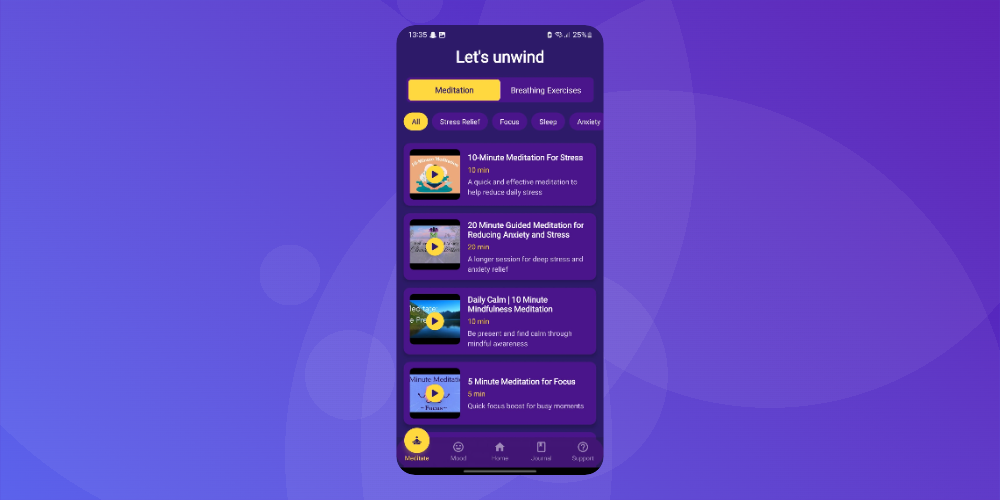 13:35
25%
Let's unwind
Meditation
Breathing Exercises
All
Stress Relief
Focus
Sleep
Anxiety
10-Minute Meditation For Stress
10 min
A quick and effective meditation to
help reduce daily stress
20 Minute Guided Meditation for
Reducing Anxiety and Stress
20 min
A longer session for deep stress and
anxiety relief
Daily Calm | 10 Minute
Mindfulness Meditation
10 min
Be present and find calm through
mindful awareness
Minute Meditati
~Focus~
5 Minute Meditation for Focus
5 min
Quick focus boost for busy moments
Meditate
Mood
Home
Journal
Support